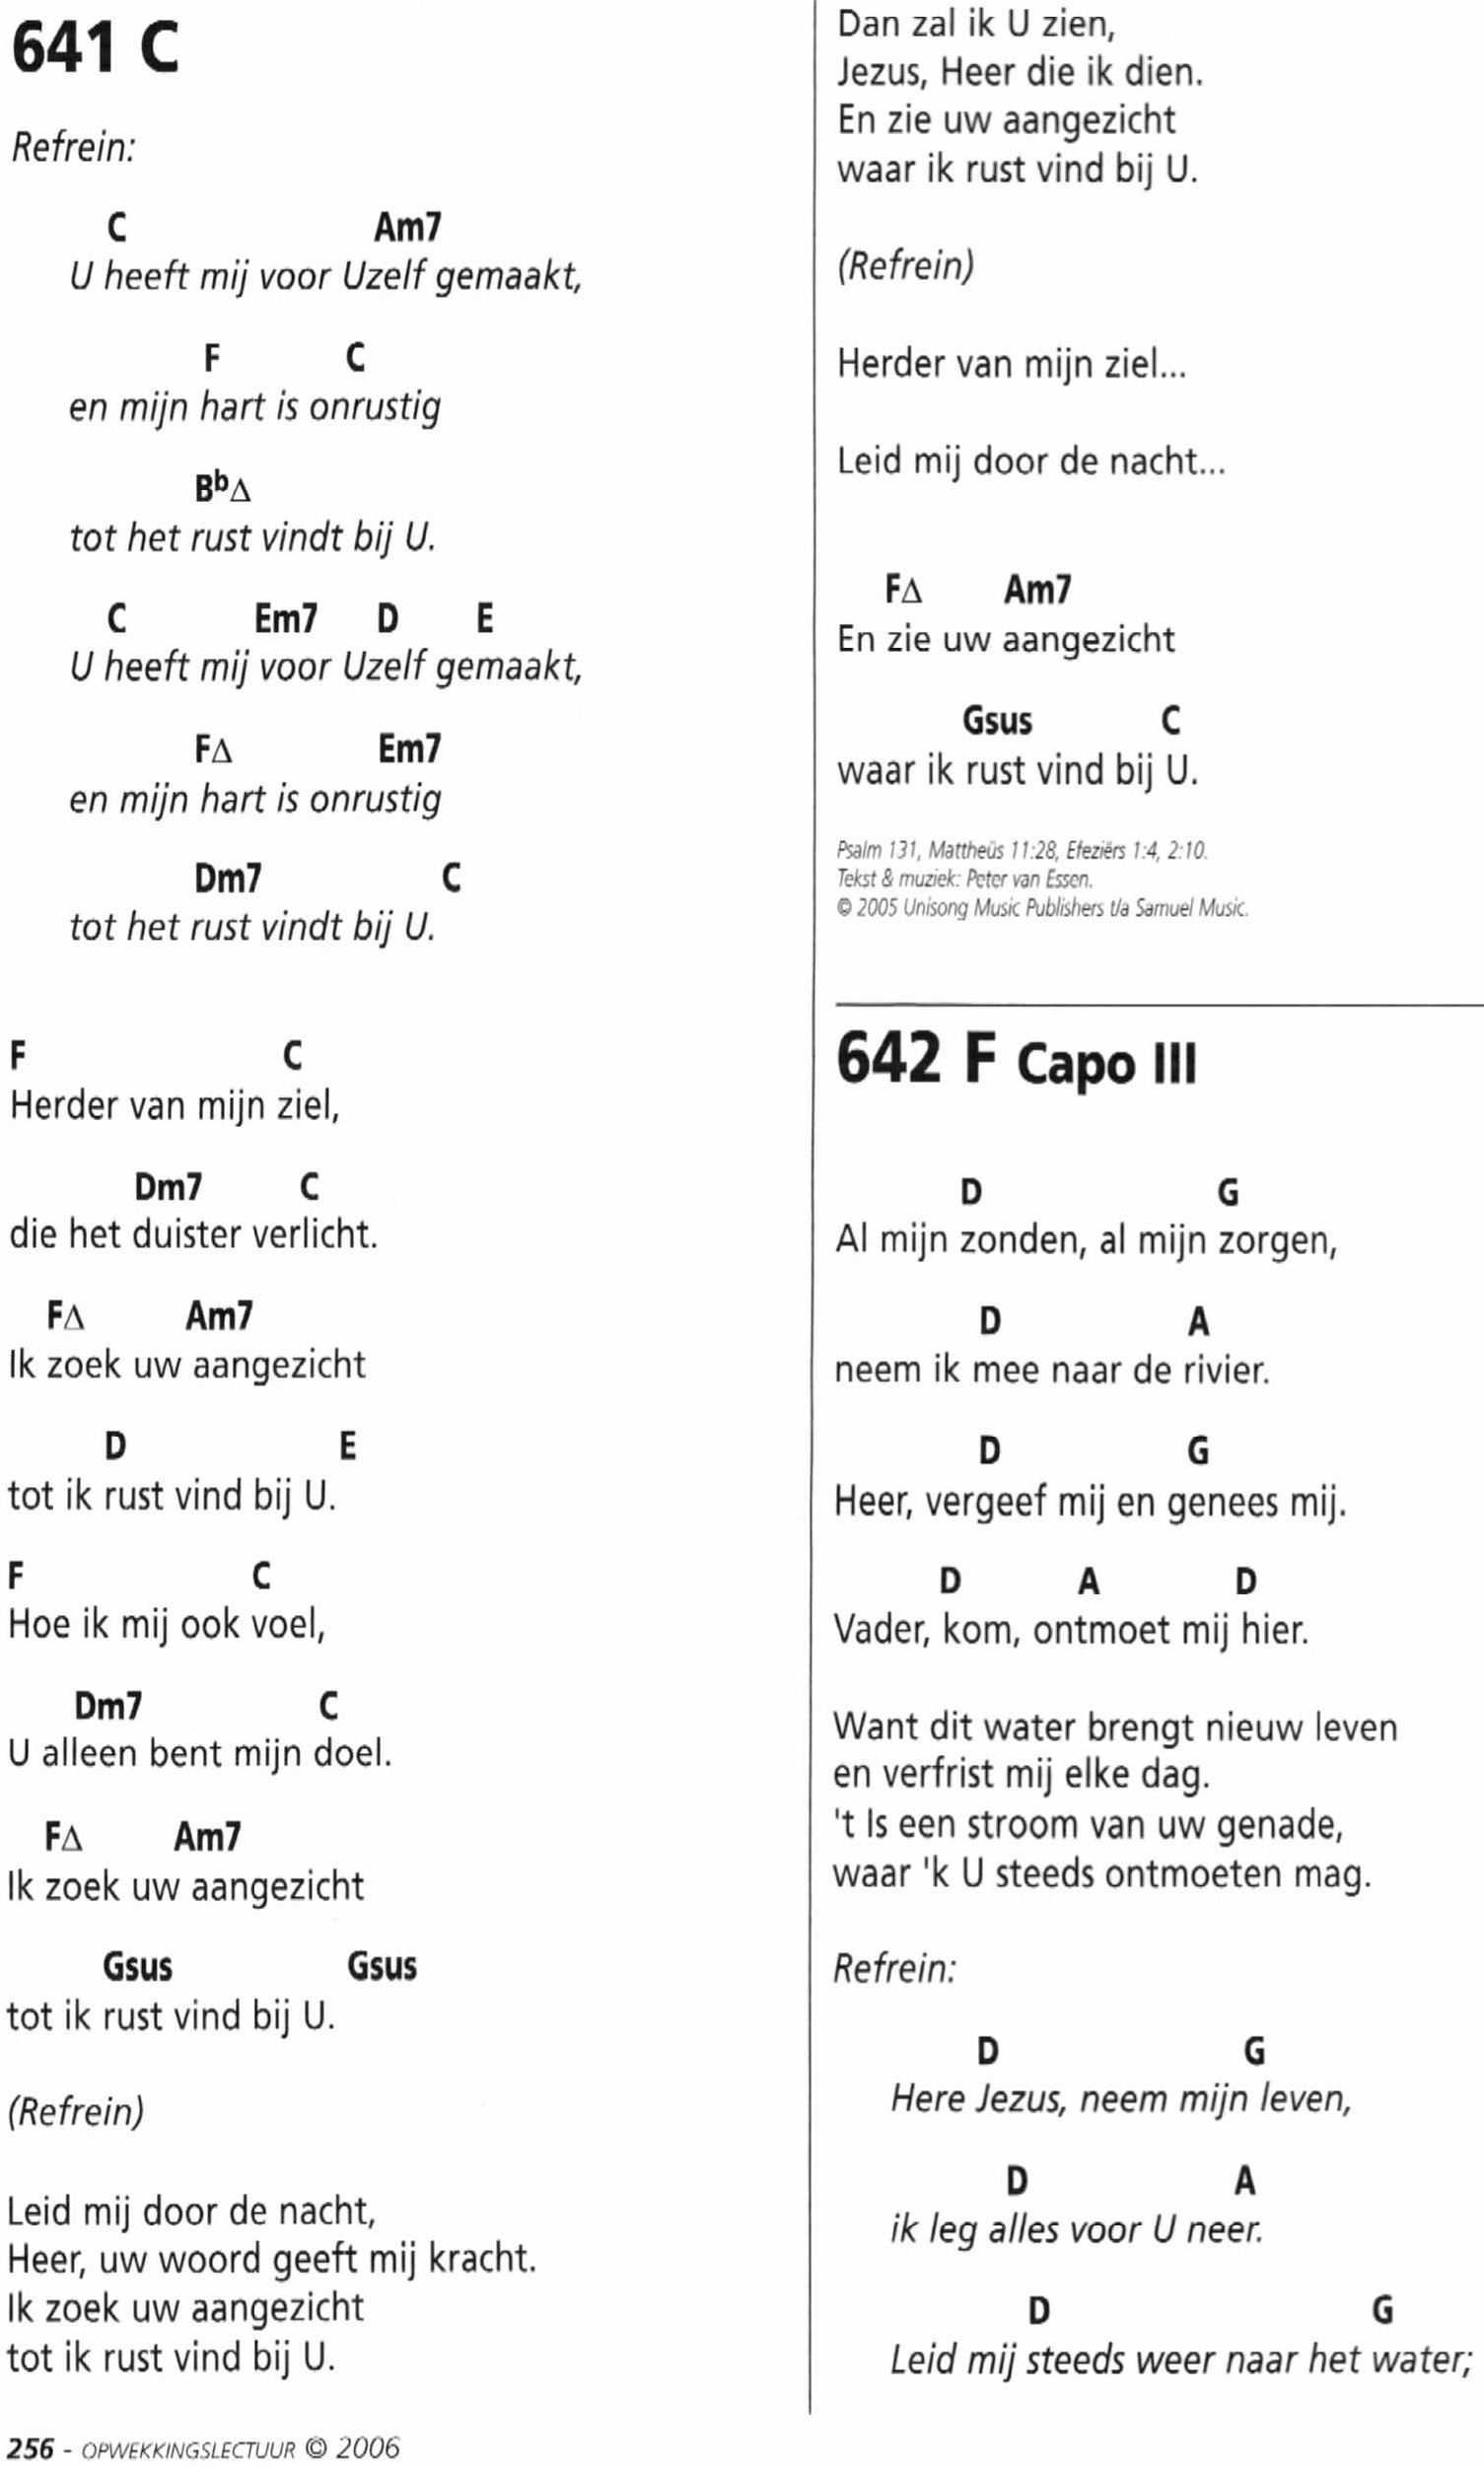 641 C
Refrein:
C Am7
U heeft mij voor Uzelf gemaakt,
F C
en mijn hart is onrustig
Bb∆
tot het rust vindt bij U.
C Em7 D E
U heeft mij voor Uzelf gemaakt,
F∆ Em7
en mijn hart is onrustig
Dm7 C
tot het rust vindt bij U.
F C
Herder van mijn ziel,
Dm7 C
die het duister verlicht.
F∆ Am7
Ik zoek uw aangezicht
D E
tot ik rust vind bij U.
F C
Hoe ik mij ook voel,
Dm7 C
U alleen bent mijn doel.
F∆ Am7
Ik zoek uw aangezicht
Gsus Gsus
tot ik rust vind bij U.
(Refrein)
Leid mij door de nacht,
Heer, uw woord geeft mij kracht.
Ik zoek uw aangezicht
tot ik rust vind bij U.
Dan zal ik U zien,
Jezus, Heer die ik dien.
En zie uw aangezicht
waar ik rust vind bij U.
(Refrein)
Herder van mijn ziel...
Leid mij door de nacht...
F∆ Am7
En zie uw aangezicht
Gsus C
waar ik rust vind bij U.
Psalm 131, Mattheüs 11:28, Efeziërs 1:4, 2:10.
Tekst & muziek: Peter van Essen.
© 2005 Unisong Music Publishers t/a Samuel Music.
642 F Capo III
D G
Al mijn zonden, al mijn zorgen,
D A
neem ik mee naar de rivier.
D G
Heer, vergeef mij en genees mij.
D A D
Vader, kom, ontmoet mij hier.
Want dit water brengt nieuw leven
en verfrist mij elke dag.
't Is een stroom van uw genade,
waar 'k U steeds ontmoeten mag.
Refrein:
D G
Here Jezus, neem mijn leven,
D A
ik leg alles voor U neer.
D G
Leid mij steeds weer naar het water;
256 - OPWEKKINGSLECTUUR © 2006